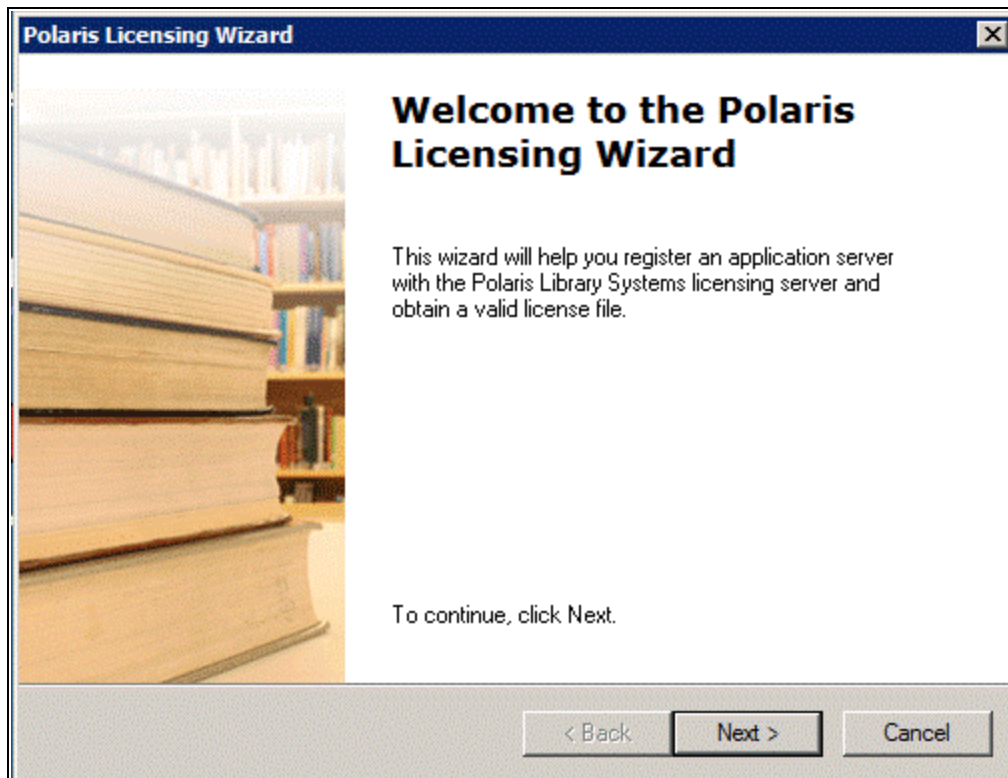 Polaris Licensing Wizard
Welcome to the Polaris
Licensing Wizard
This wizard will help you register an application server
with the Polaris Library Systems licensing server and
obtain a valid license file.
To continue, click Next.
< Back
Next >
Cancel